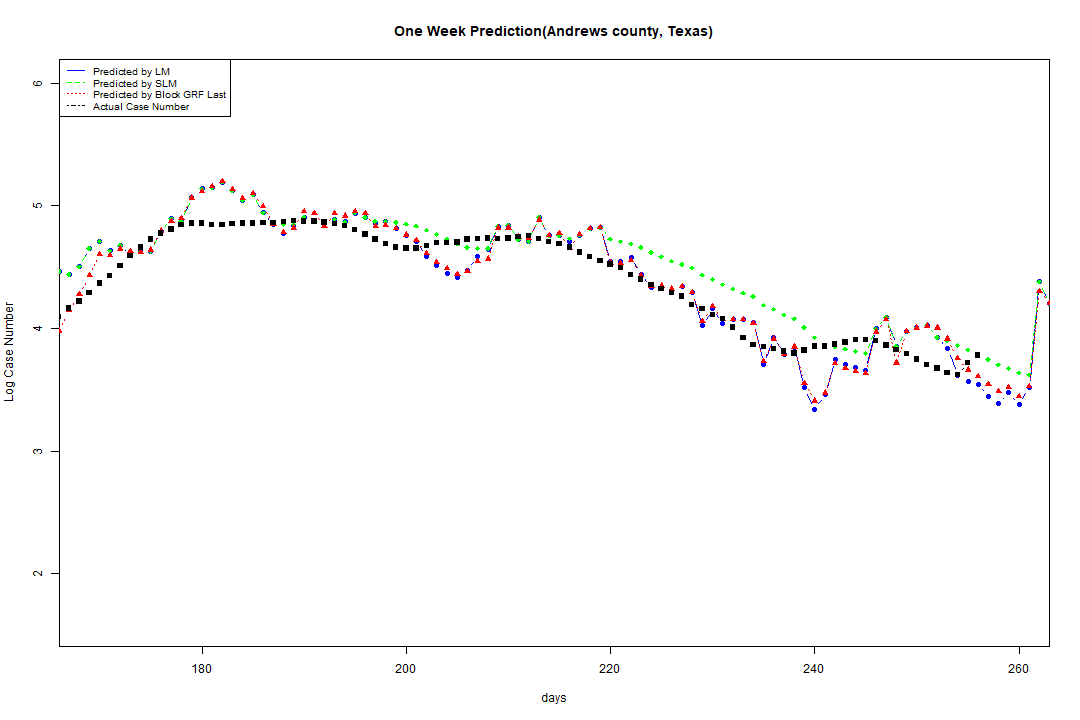 One Week Prediction(Andrews county, Texas)
Predicted by LM
Predicted by SLM
Predicted by Block GRF Last
Actual Case Number
6
5
4
3
2
Log Case Number
180
200
220
240
260
days